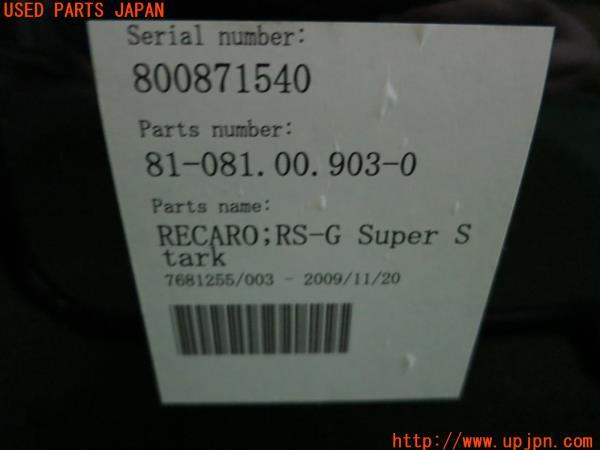 USED PARTS JAPAN
Serial number:
800871540
Parts number:
81-081.00.903-0
Parts name:
RECARO;RS-G Super S
tark
7681255/003 - 2009/11/20
http://www.upjpn.com/